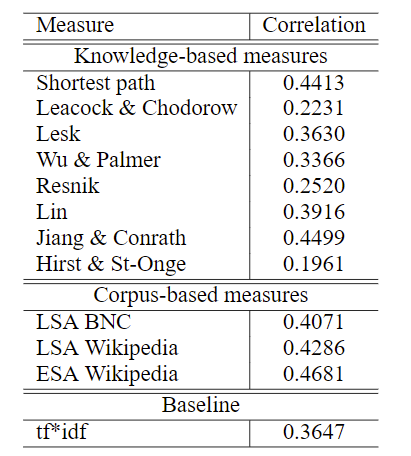 Measure Correlation
Knowledge-based measures
Shortest path 0.4413
Leacock & Chodorow 0.2231
Lesk 0.3630
Wu & Palmer 0.3366
Resnik 0.2520
Lin 0.3916
Jiang & Conrath 0.4499
Hirst & St-Onge 0.1961
Corpus-based measures
LSA BNC 0.4071
LSA Wikipedia 0.4286
ESA Wikipedia 0.4681
Baseline
tf*idf 0.3647